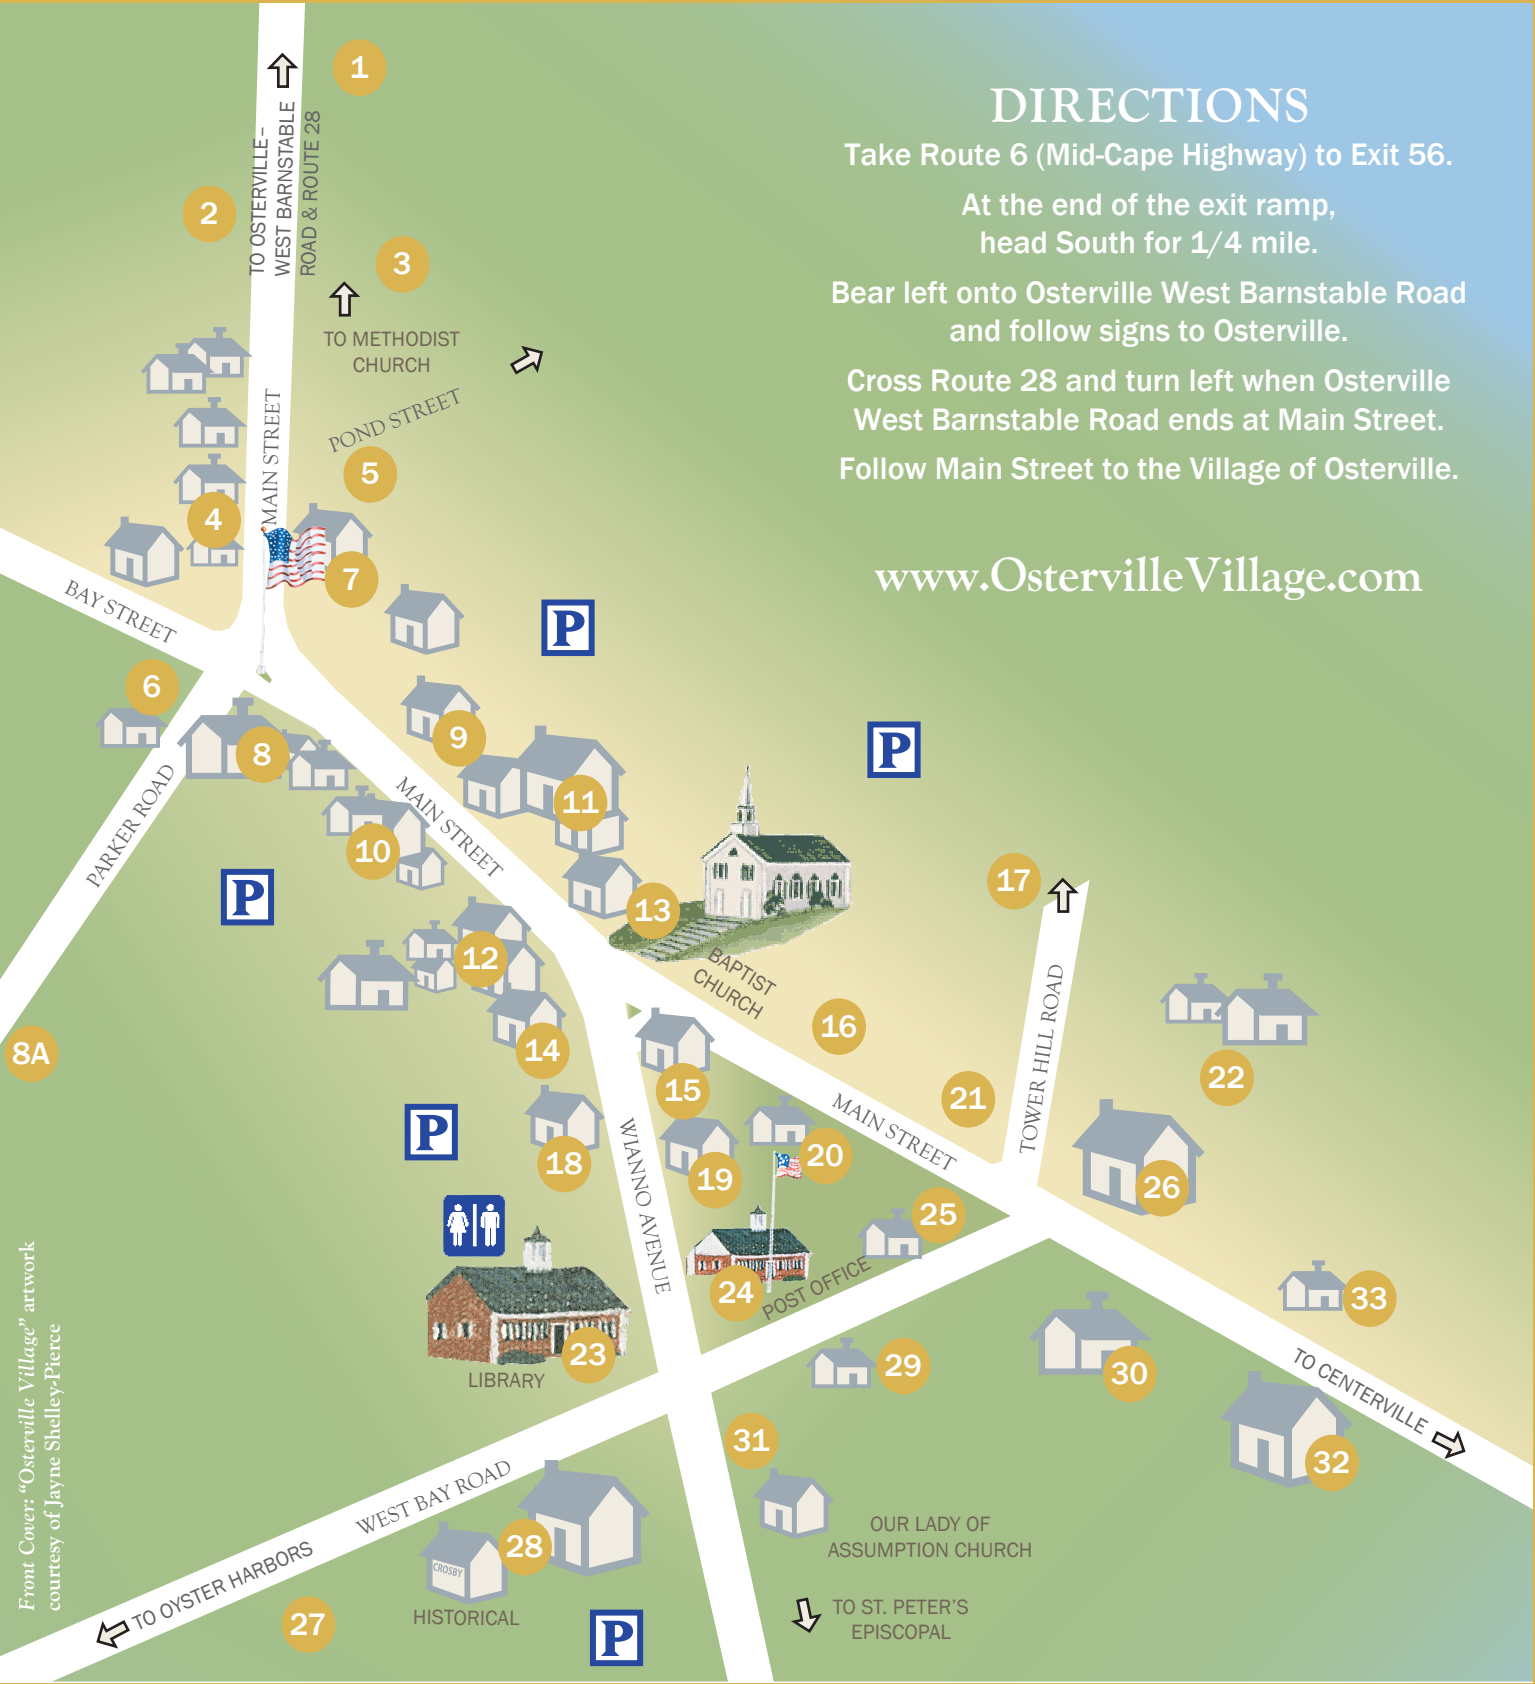 DIRECTIONS
Take Route 6 (Mid-Cape Highway) to Exit 56.
At the end of the exit ramp,
head South for 1/4 mile.
Bear left onto Osterville West Barnstable Road
and follow signs to Osterville.
Cross Route 28 and turn left when Osterville
West Barnstable Road ends at Main Street.
Follow Main Street to the Village of Osterville.
www.OstervilleVillage.com
1
TO OSTERVILLE–
WEST BARNSTABLE
ROAD & ROUTE 28
2
3
TO METHODIST
CHURCH
POND STREET
MAIN STREET
5
4
7
BAY STREET
P
6
8
9
P
PARKER ROAD
MAIN STREET
11
10
P
13
17
BAPTIST
CHURCH
12
16
14
8A
TOWER HILL ROAD
22
15
21
MAIN STREET
P
18
WIANNO AVENUE
19
20
26
25
24
POST OFFICE
23
LIBRARY
33
29
30
TO CENTERVILLE
31
32
WEST BAY ROAD
28
CROSBY
HISTORICAL
OUR LADY OF
ASSUMPTION CHURCH
TO OYSTER HARBORS
27
P
TO ST. PETER'S
EPISCOPAL
Front Cover: “Osterville Village” artwork
courtesy of Jayne Shelley-Pierce